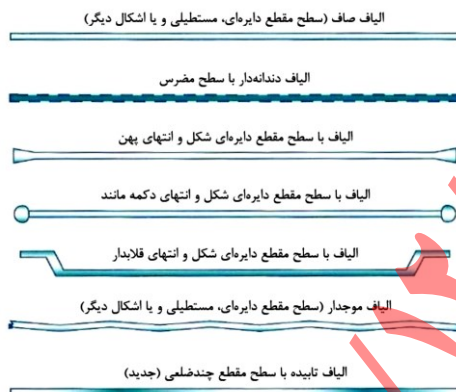 الیاف صاف (سطح مقطع دایره‌ای، مستطیلی و یا اشکال دیگر)
الیاف دندانه‌دار با سطح مضرس
الیاف با سطح مقطع دایره‌ای شکل و انتهای پهن
الیاف با سطح مقطع دایره‌ای شکل و انتهای دکمه مانند
الیاف با سطح مقطع دایره‌ای شکل و انتهای قلابدار
الیاف موجدار (سطح مقطع دایره‌ای، مستطیلی و یا اشکال دیگر)
الیاف تابیده با سطح مقطع چندضلعی (جدید)